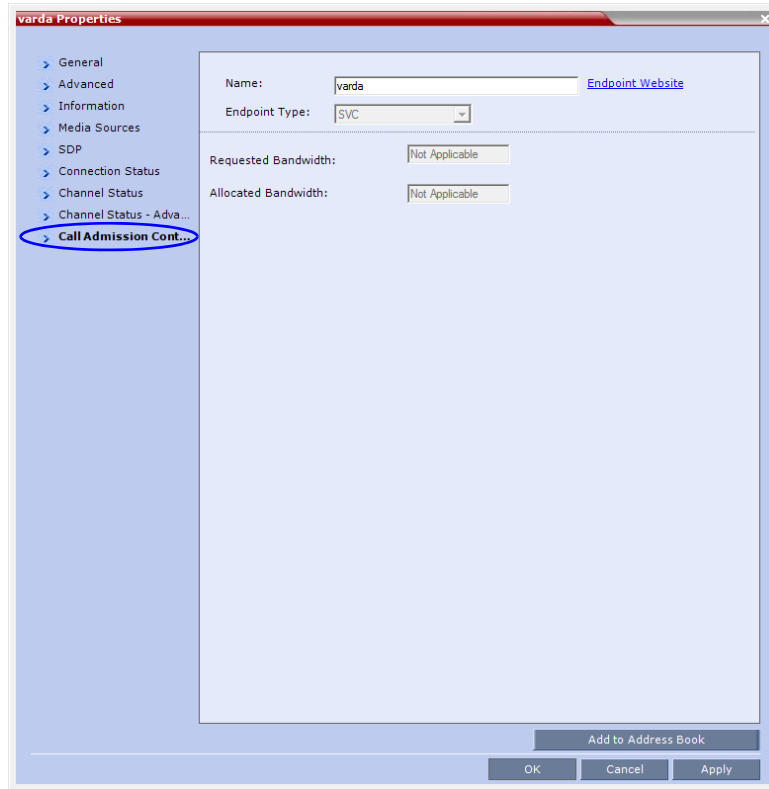 varda Properties
General
Advanced
Information
Media Sources
SDP
Connection Status
Channel Status
Channel Status - Adva...
Call Admission Cont...
Name: varda Endpoint Website
Endpoint Type: SVC
Requested Bandwidth: Not Applicable
Allocated Bandwidth: Not Applicable
Add to Address Book
OK Cancel Apply